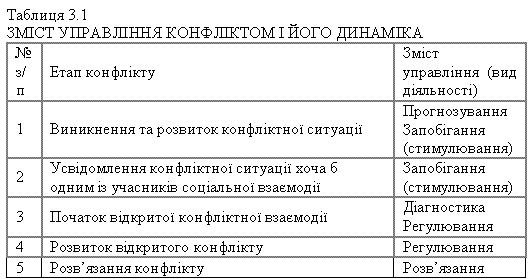 Таблиця 3.1
ЗМІСТ УПРАВЛІННЯ КОНФЛІКТОМ І ЙОГО ДИНАМІКА
№
з/
п
Етап конфлікту
Зміст
управління (вид
діяльності)
1
Виникнення та розвиток конфліктної ситуації
Прогнозування
Запобігання
(стимулювання)
2
Усвідомлення конфліктної ситуації хоча б
одним із учасників соціальної взаємодії
Запобігання
(стимулювання)
3
Початок відкритої конфліктної взаємодії
Діагностика
Регулювання
4
Розвиток відкритого конфлікту
Регулювання
5
Розв’язання конфлікту
Розв’язання